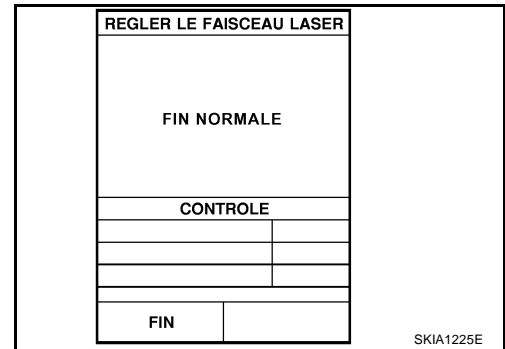 REGLER LE FAISCEAU LASER
FIN NORMALE
CONTROLE
FIN
SKIA1225E